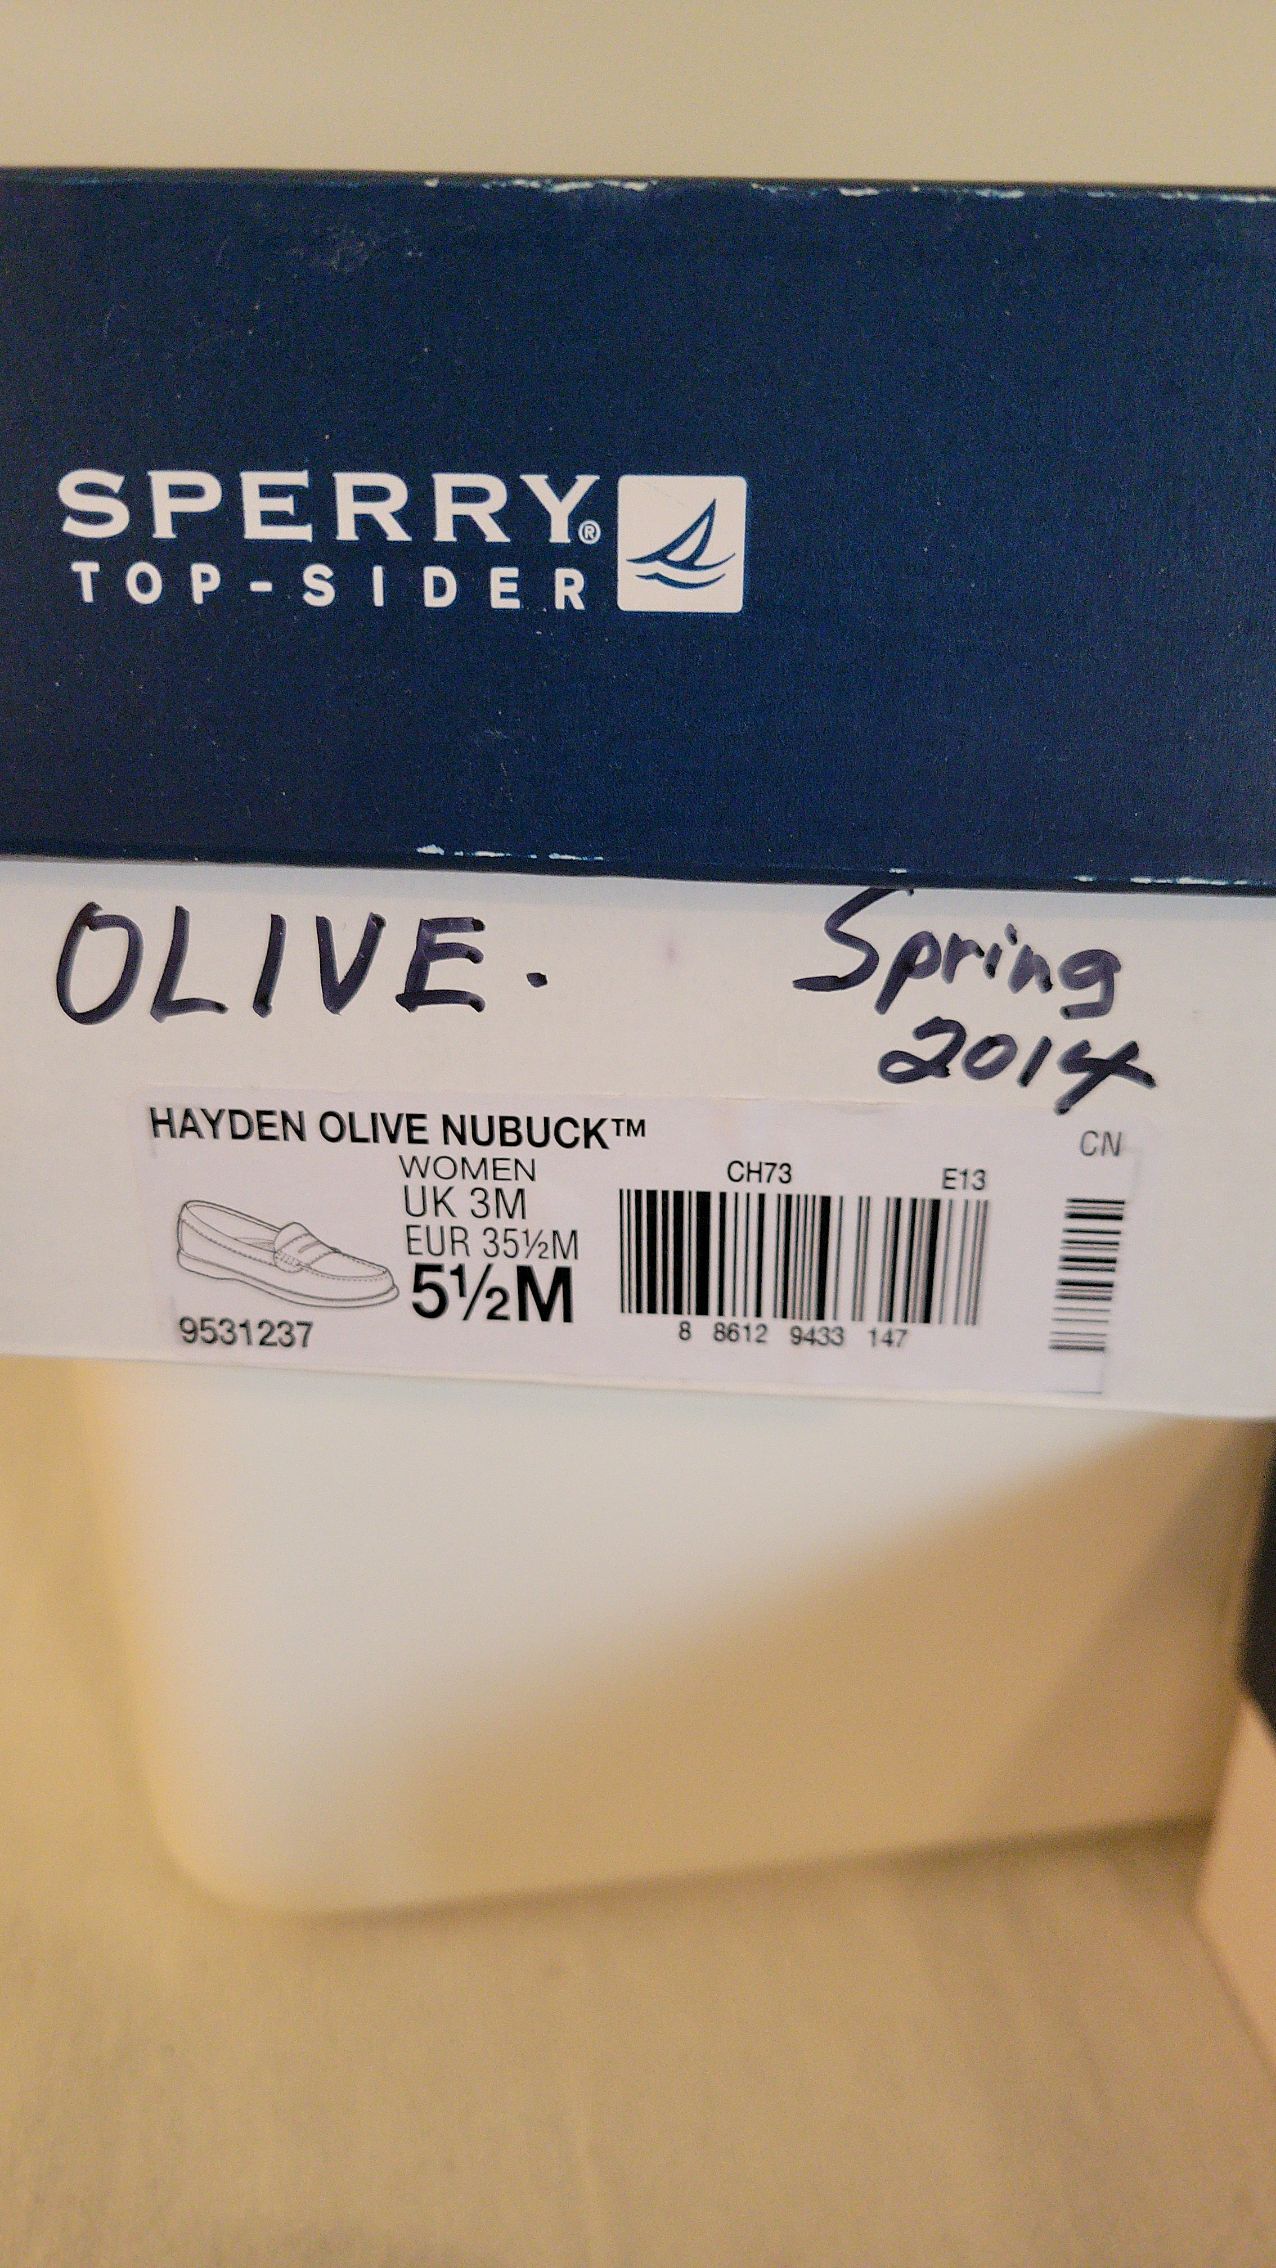 SPERRY®
TOP-SIDER
OLIVE.
Spring
2014
HAYDEN OLIVE NUBUCK™
CN
WOMEN
CH73
E13
UK 3M
EUR 35½M
5½M
9531237
8 8612 9433 147